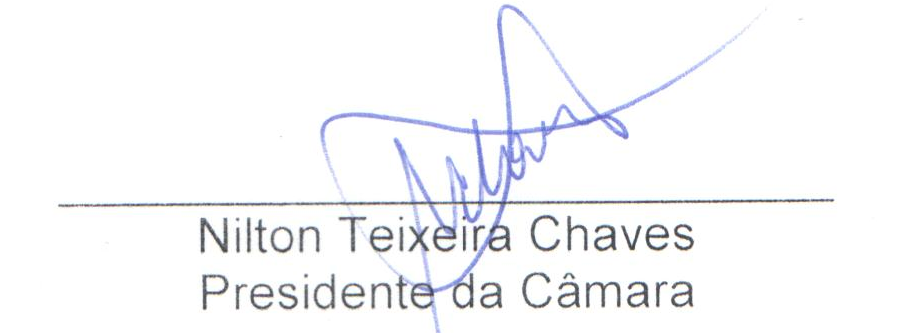 Nilton Teixeira Chaves
Presidente da Câmara